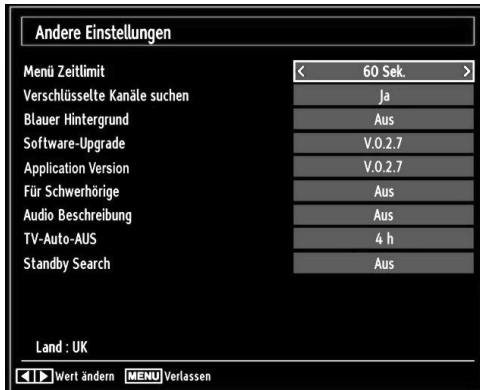 Andere Einstellungen
Menü Zeitlimit < 60 Sek. >
Verschlüsselte Kanäle suchen Ja
Blauer Hintergrund Aus
Software-Upgrade V.0.2.7
Application Version V.0.2.7
Für Schwerhörige Aus
Audio Beschreibung Aus
TV-Auto-AUS 4 h
Standby Search Aus
Land : UK
Wert ändern MENU Verlassen